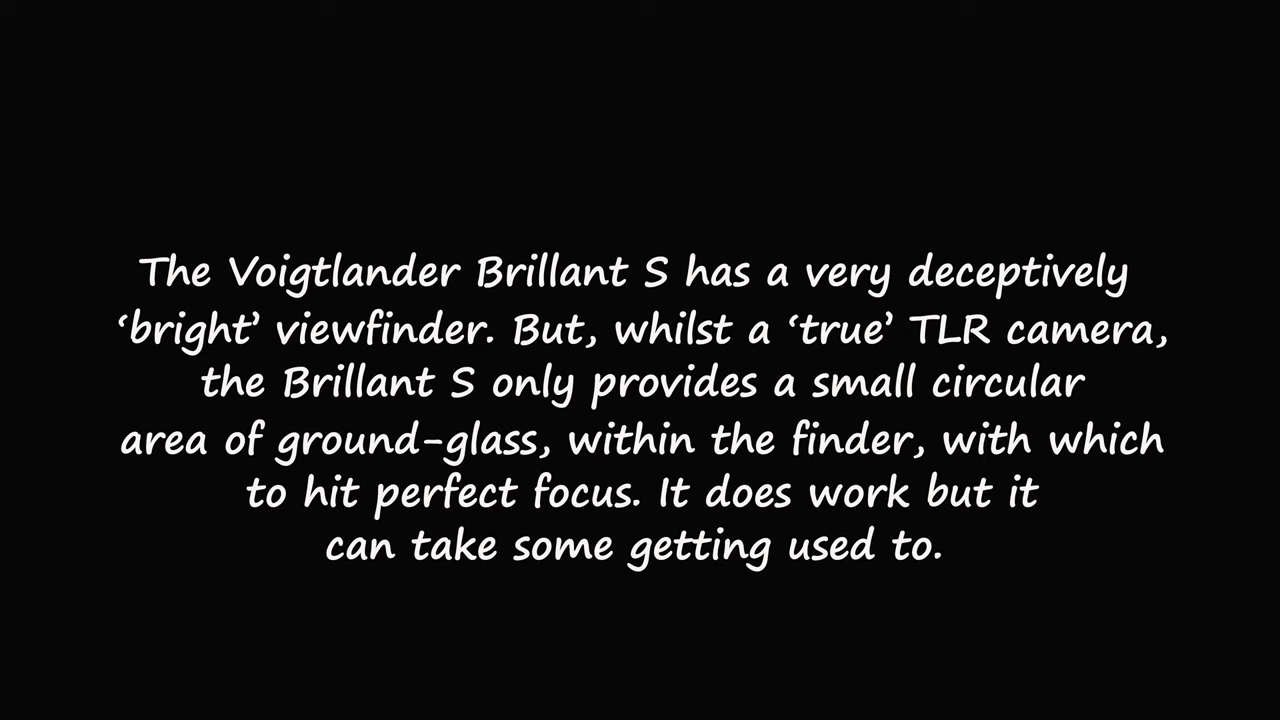 The Voigtlander Brillant S has a very deceptively
‘bright’ viewfinder. But, whilst a ‘true’ TLR camera,
the Brillant S only provides a small circular
area of ground-glass, within the finder, with which
to hit perfect focus. It does work but it
can take some getting used to.